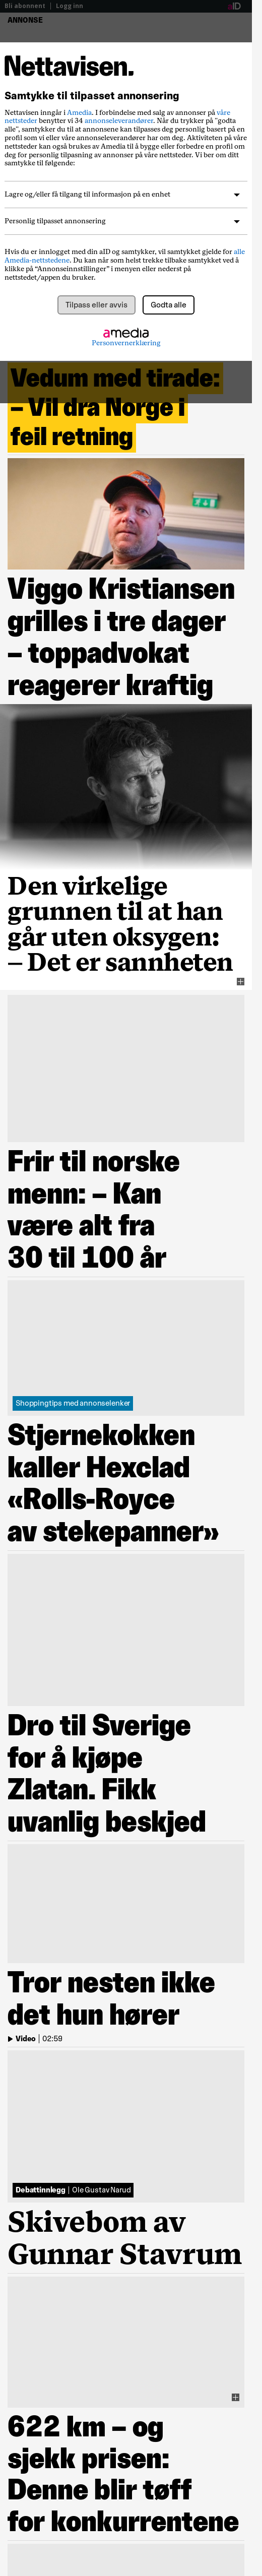 Bli abonnent | Logg inn
aID
ANNONSE
Nettavisen.
Samtykke til tilpasset annonsering
Nettavisen inngår i Amedia. I forbindelse med salg av annonser på våre
nettsteder benytter vi 34 annonseleverandører. Når du trykker på "godta
alle", samtykker du til at annonsene kan tilpasses deg personlig basert på en
profil som vi eller våre annonseleverandører har om deg. Aktiviteten på våre
nettsteder kan også brukes av Amedia til å bygge eller forbedre en profil om
deg for personlig tilpasning av annonser på våre nettsteder. Vi ber om ditt
samtykke til følgende:
Lagre og/eller få tilgang til informasjon på en enhet
Personlig tilpasset annonsering
Hvis du er innlogget med din aID og samtykker, vil samtykket gjelde for alle
Amedia-nettstedene. Du kan når som helst trekke tilbake samtykket ved å
klikke på “Annonseinnstillinger” i menyen eller nederst på
nettstedet/appen du bruker.
Tilpass eller avvis
Godta alle
amedia
Personvernerklæring
Vedum med tirade:
– Vil dra Norge i
feil retning
Viggo Kristiansen
grilles i tre dager
– toppadvokat
reagerer kraftig
Den virkelige
grunnen til at han
går uten oksygen:
– Det er sannheten
Frir til norske
menn: – Kan
være alt fra
30 til 100 år
Shoppingtips med annonselenker
Stjernekokken
kaller Hexclad
«Rolls-Royce
av stekepanner»
Dro til Sverige
for å kjøpe
Zlatan. Fikk
uvanlig beskjed
Tror nesten ikke
det hun hører
Video | 02:59
Debattinnlegg | Ole Gustav Narud
Skivebom av
Gunnar Stavrum
622 km – og
sjekk prisen:
Denne blir tøff
for konkurrentene